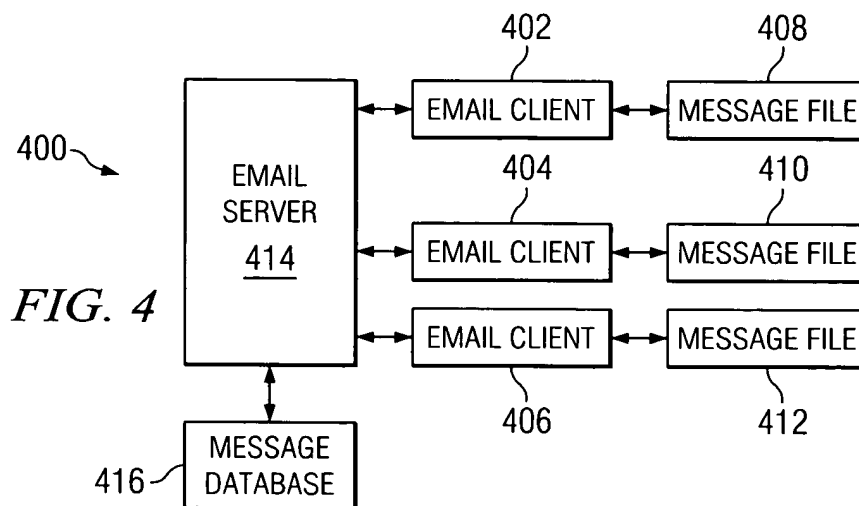 402
408
EMAIL CLIENT
MESSAGE FILE
400
EMAIL
SERVER
414
404
410
EMAIL CLIENT
MESSAGE FILE
FIG. 4
EMAIL CLIENT
MESSAGE FILE
406
412
416
MESSAGE
DATABASE